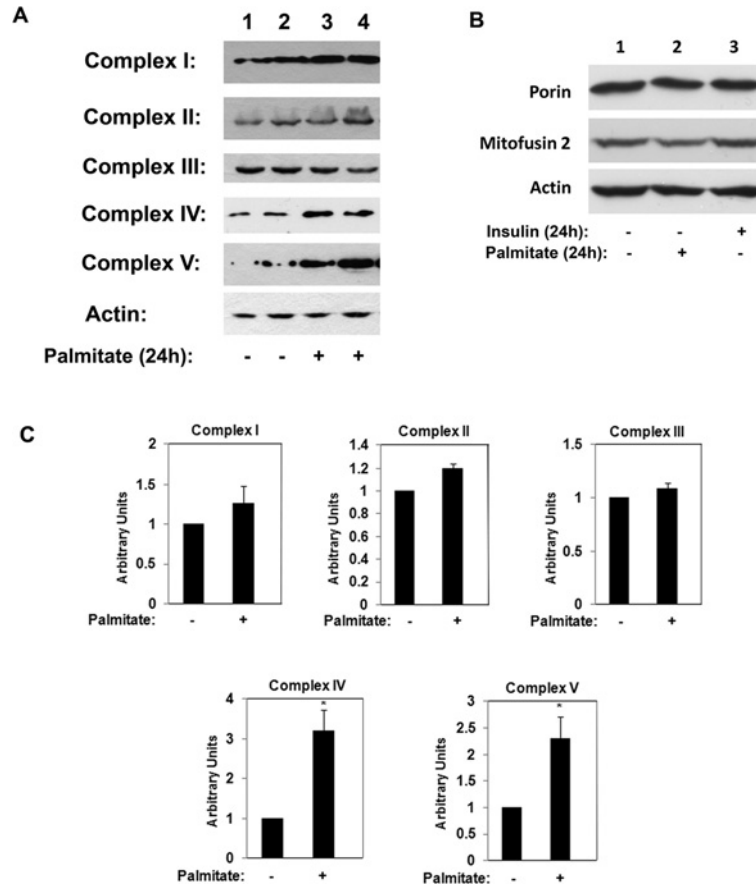 A
1 2 3 4
Complex I:
Complex II:
Complex III:
Complex IV:
Complex V:
Actin:
Palmitate (24h): - - + +
B
1 2 3
Porin
Mitofusin 2
Actin
Insulin (24h): - - +
Palmitate (24h): - + -
C
Complex I
Arbitrary Units
2
1.5
1
0.5
0
Palmitate: - +
Complex II
Arbitrary Units
1.4
1.2
1
0.8
0.6
0.4
0.2
0
Palmitate: - +
Complex III
Arbitrary Units
1.5
1
0.5
0
Palmitate: - +
Complex IV
Arbitrary Units
4
3
2
1
0
*
Palmitate: - +
Complex V
Arbitrary Units
3
2.5
2
1.5
1
0.5
0
*
Palmitate: - +